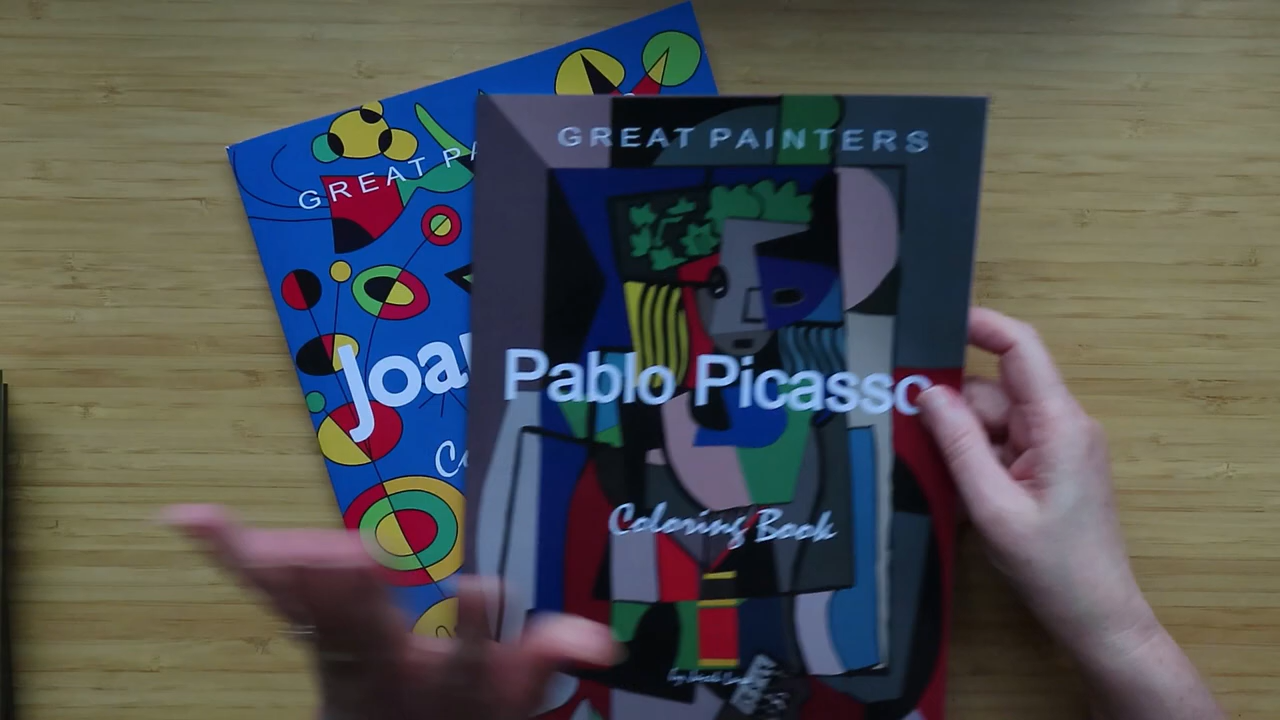 GREAT PA
Joa
GREAT PAINTERS
Pablo Picasso
Coloring Book